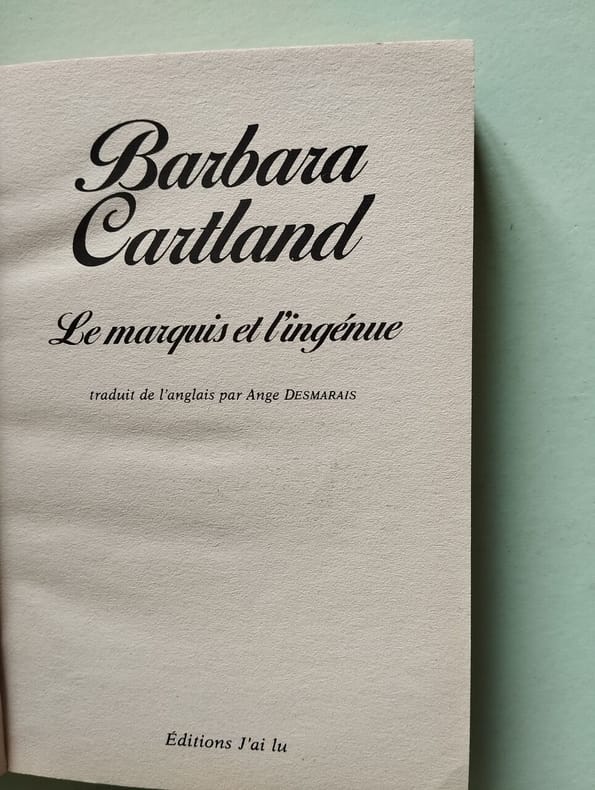 Barbara
Cartland
Le marquis et l'ingénue
traduit de l'anglais par Ange DESMARAIS
Éditions J'ai lu